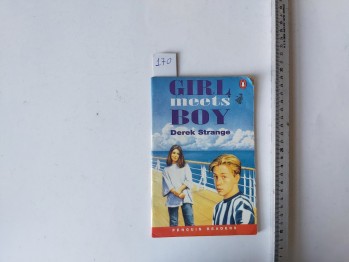 170
GIRL
meets
BOY
Derek Strange
PENGUIN READERS